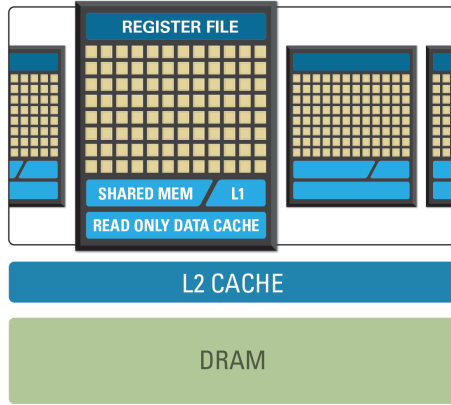 REGISTER FILE
SHARED MEM / L1
READ ONLY DATA CACHE
L2 CACHE
DRAM